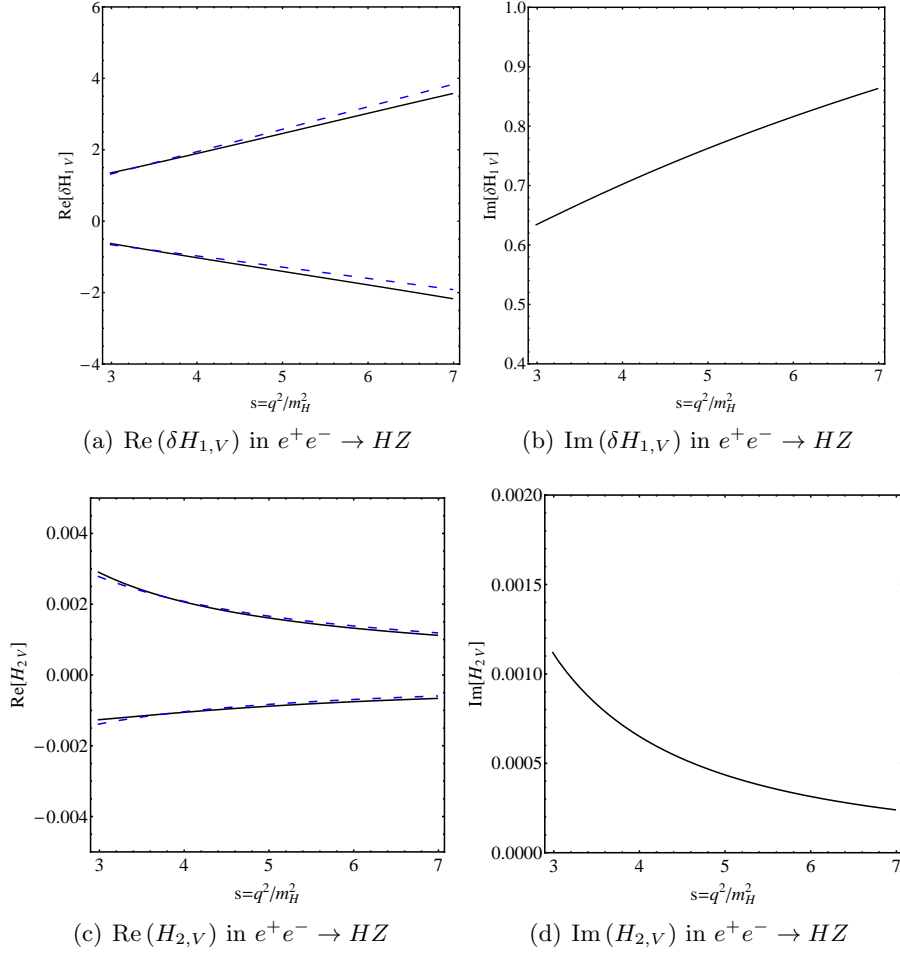 6
4
2
0
−2
−4
Re[δH₁ V]
3 4 5 6 7
s=q²/m_H²
(a) Re (δH₁,V) in e⁺e⁻ → HZ
1.0
0.9
0.8
0.7
0.6
0.5
0.4
Im[δH₁ V]
3 4 5 6 7
s=q²/m_H²
(b) Im (δH₁,V) in e⁺e⁻ → HZ
0.004
0.002
0.000
−0.002
−0.004
Re[H₂ V]
3 4 5 6 7
s=q²/m_H²
(c) Re (H₂,V) in e⁺e⁻ → HZ
0.0020
0.0015
0.0010
0.0005
0.0000
Im[H₂ V]
3 4 5 6 7
s=q²/m_H²
(d) Im (H₂,V) in e⁺e⁻ → HZ